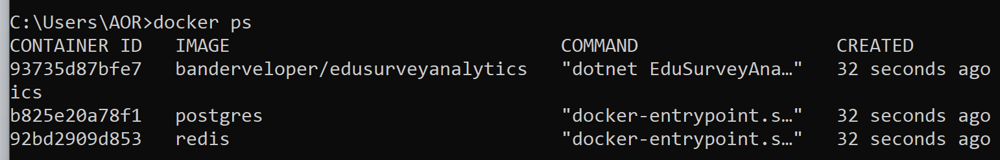 C:\Users\AOR>docker ps
CONTAINER ID   IMAGE                              COMMAND                  CREATED
93735d87bfe7   banderveloper/edusurveyanalytics   "dotnet EduSurveyAna…"   32 seconds ago
ics
b825e20a78f1   postgres                           "docker-entrypoint.s…"   32 seconds ago
92bd2909d853   redis                              "docker-entrypoint.s…"   32 seconds ago